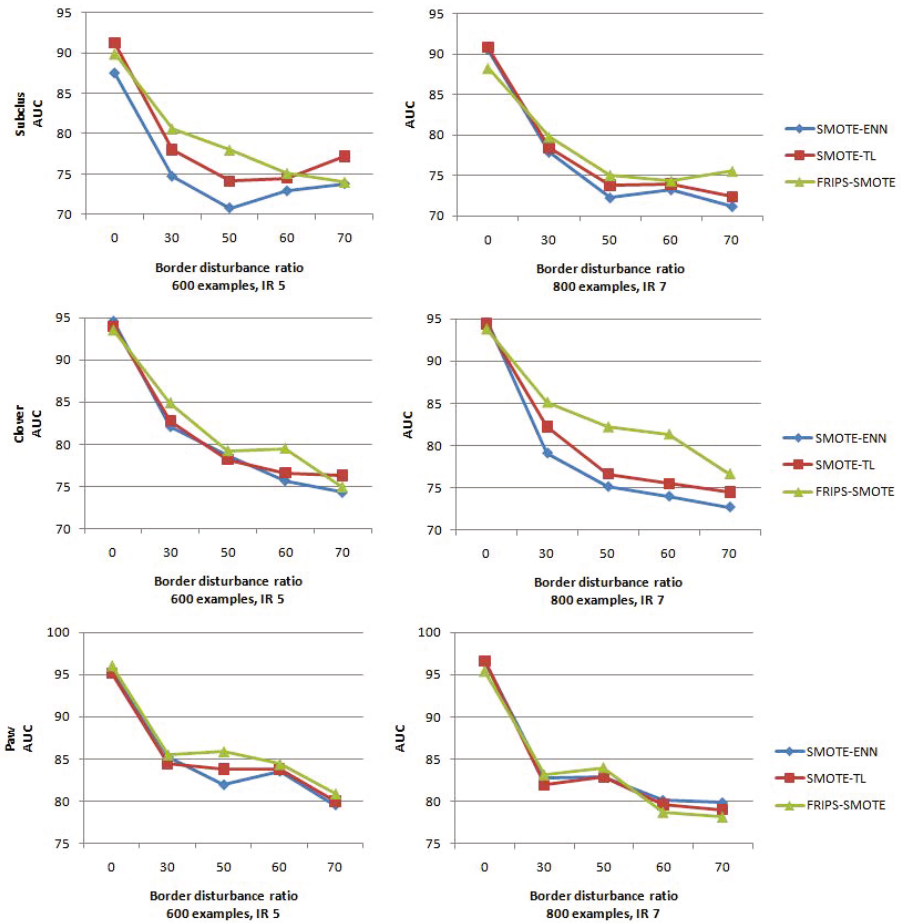 Subclus
AUC
95
90
85
80
75
70
0 30 50 60 70
Border disturbance ratio
600 examples, IR 5
AUC
95
90
85
80
75
70
0 30 50 60 70
Border disturbance ratio
800 examples, IR 7
SMOTE-ENN
SMOTE-TL
FRIPS-SMOTE
Clover
AUC
95
90
85
80
75
70
0 30 50 60 70
Border disturbance ratio
600 examples, IR 5
AUC
95
90
85
80
75
70
0 30 50 60 70
Border disturbance ratio
800 examples, IR 7
SMOTE-ENN
SMOTE-TL
FRIPS-SMOTE
Paw
AUC
100
95
90
85
80
75
0 30 50 60 70
Border disturbance ratio
600 examples, IR 5
AUC
100
95
90
85
80
75
0 30 50 60 70
Border disturbance ratio
800 examples, IR 7
SMOTE-ENN
SMOTE-TL
FRIPS-SMOTE